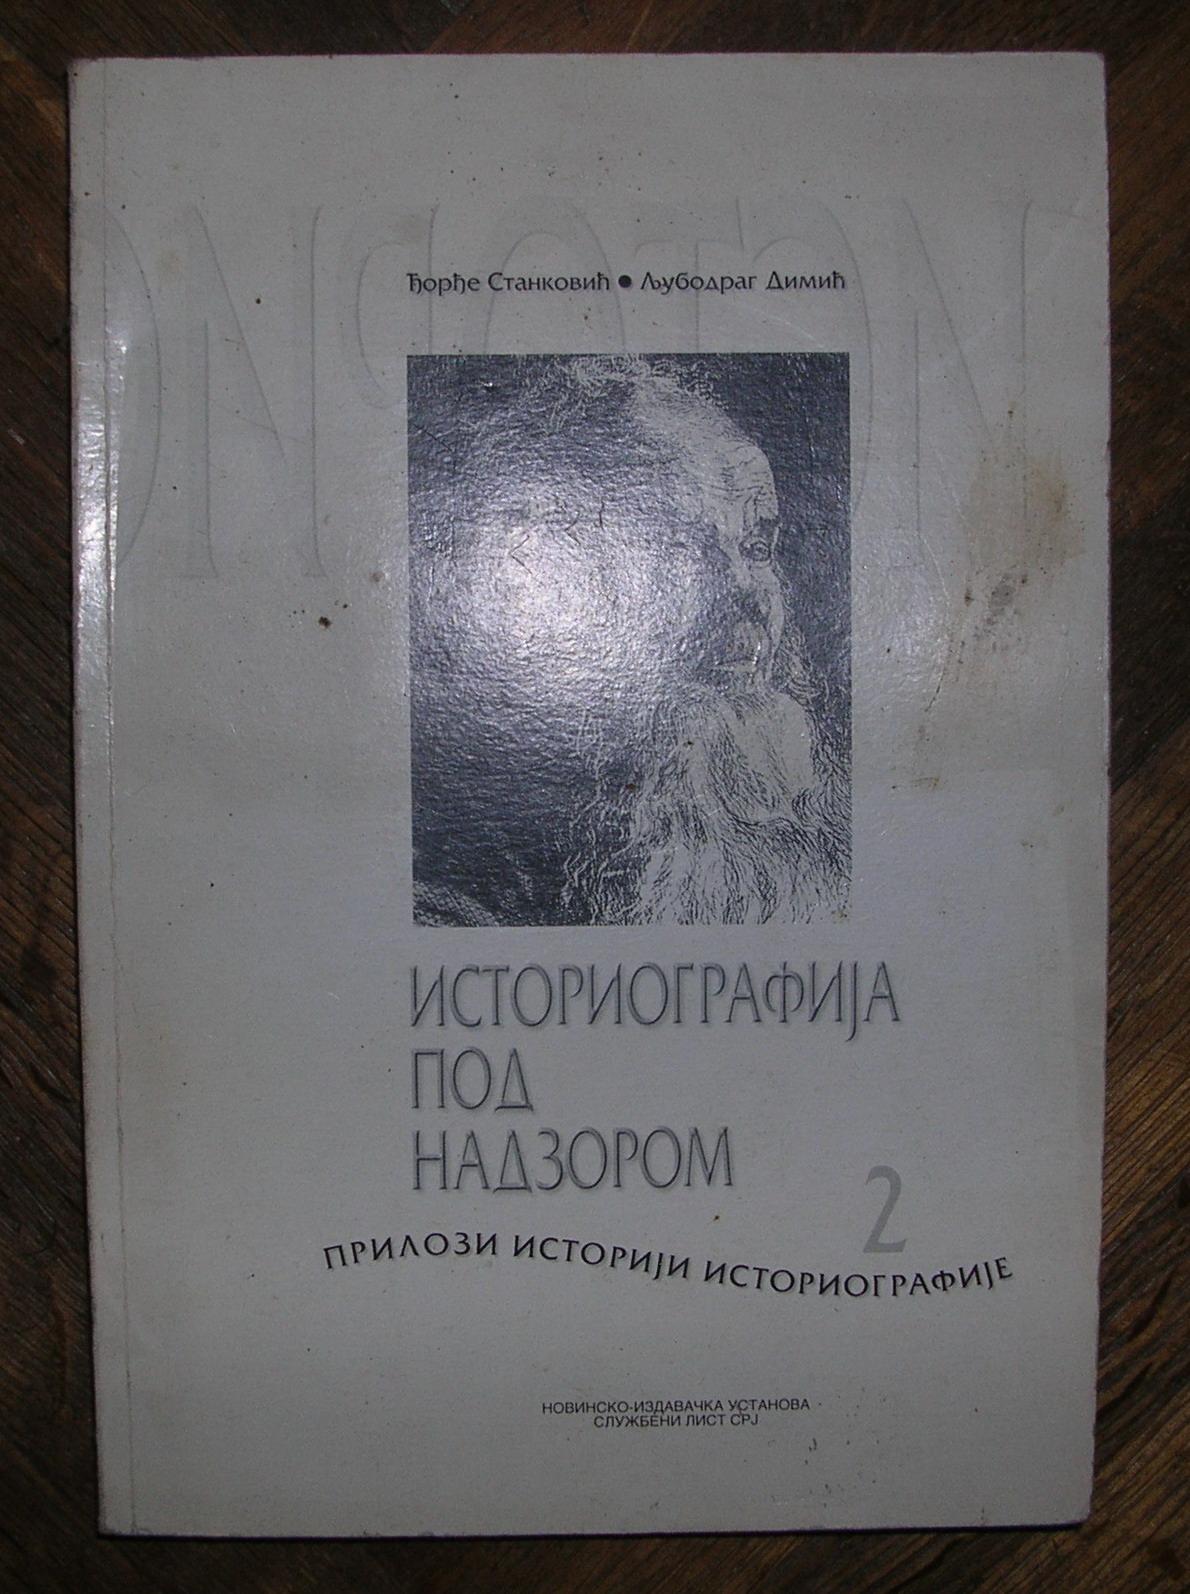 Ђорђе Станковић ● Љубодраг Димић
ИСТОРИОГРАФИЈА
ПОД
НАДЗОРОМ
2
ПРИЛОЗИ ИСТОРИЈИ ИСТОРИОГРАФИЈЕ
НОВИНСКО-ИЗДАВАЧКА УСТАНОВА
СЛУЖБЕНИ ЛИСТ СРЈ